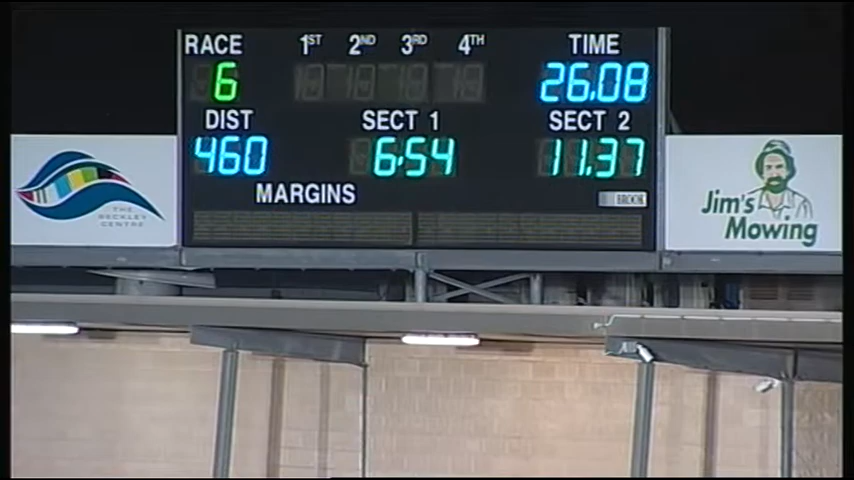 RACE 1ST 2ND 3RD 4TH TIME
6 26.08
DIST SECT 1 SECT 2
460 6.54 11.37
MARGINS BROOK
THE
BECKLEY
CENTRE
Jim's
Mowing